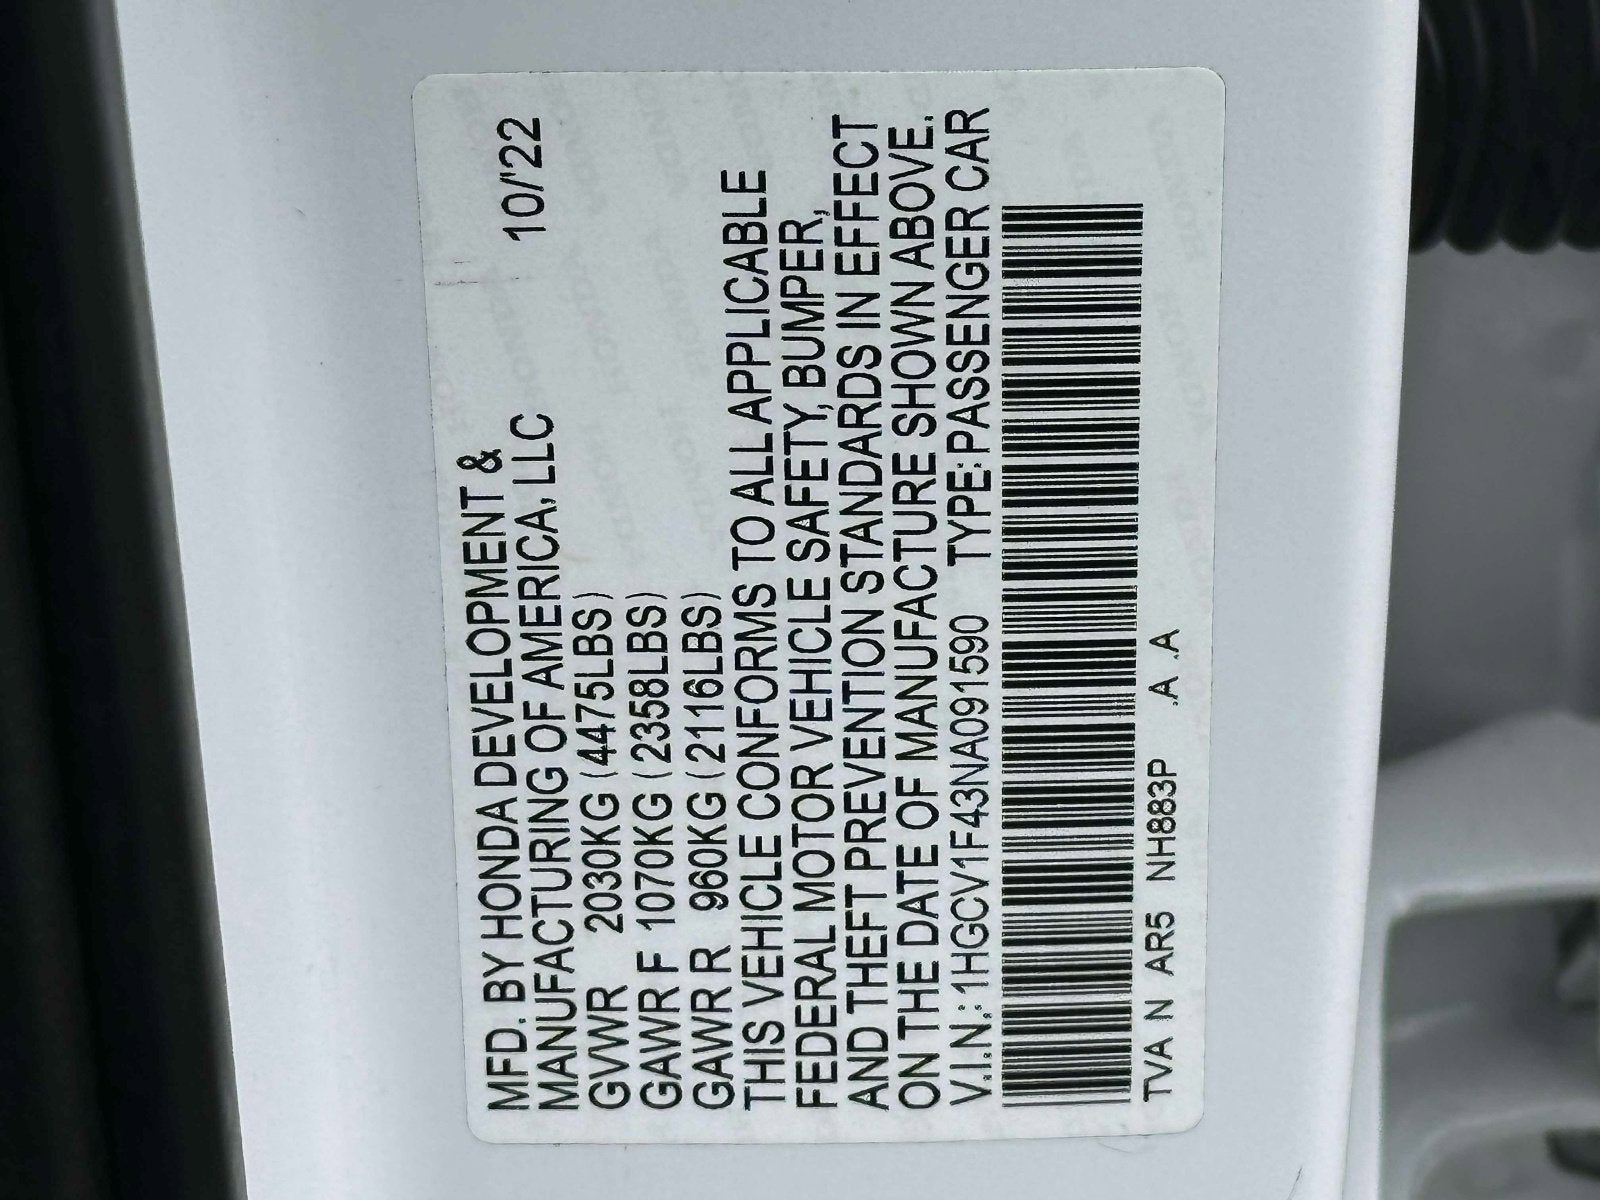 MFD. BY HONDA DEVELOPMENT &
MANUFACTURING OF AMERICA, LLC 10/'22
GVWR 2030KG (4475LBS)
GAWR F 1070KG (2358LBS)
GAWR R 960KG (2116LBS)
THIS VEHICLE CONFORMS TO ALL APPLICABLE
FEDERAL MOTOR VEHICLE SAFETY, BUMPER,
AND THEFT PREVENTION STANDARDS IN EFFECT
ON THE DATE OF MANUFACTURE SHOWN ABOVE.
V.I.N.: 1HGCV1F43NA091590 TYPE: PASSENGER CAR
TVA N AR5 NH883P .A .A